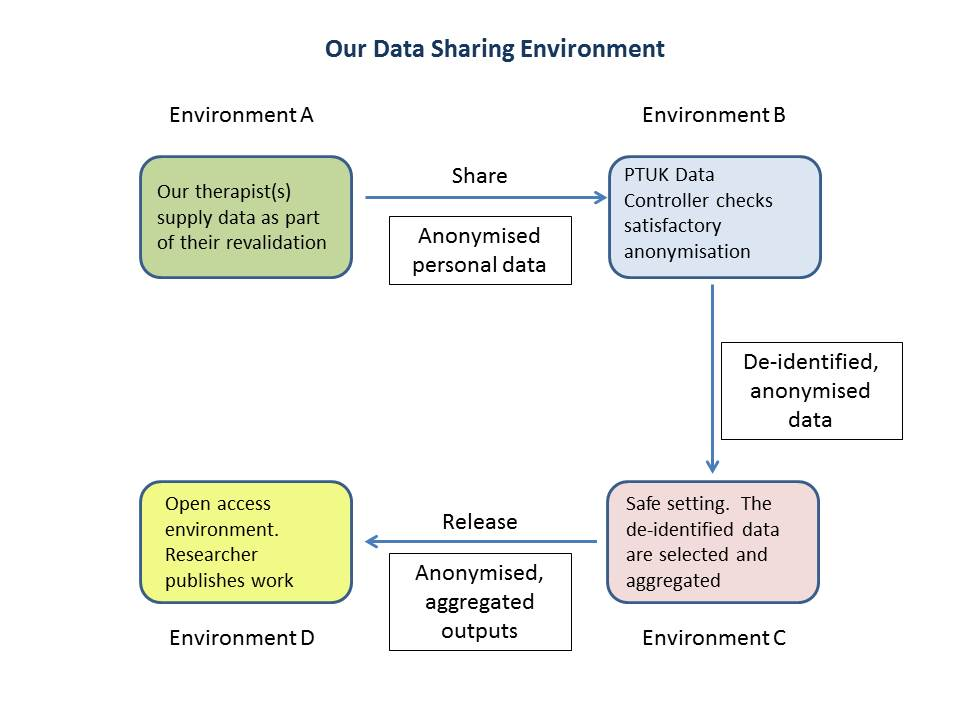 Our Data Sharing Environment
Environment A
Environment B
Our therapist(s)
supply data as part
of their revalidation
Share
Anonymised
personal data
PTUK Data
Controller checks
satisfactory
anonymisation
De-identified,
anonymised
data
Open access
environment.
Researcher
publishes work
Release
Anonymised,
aggregated
outputs
Safe setting.  The
de-identified data
are selected and
aggregated
Environment D
Environment C